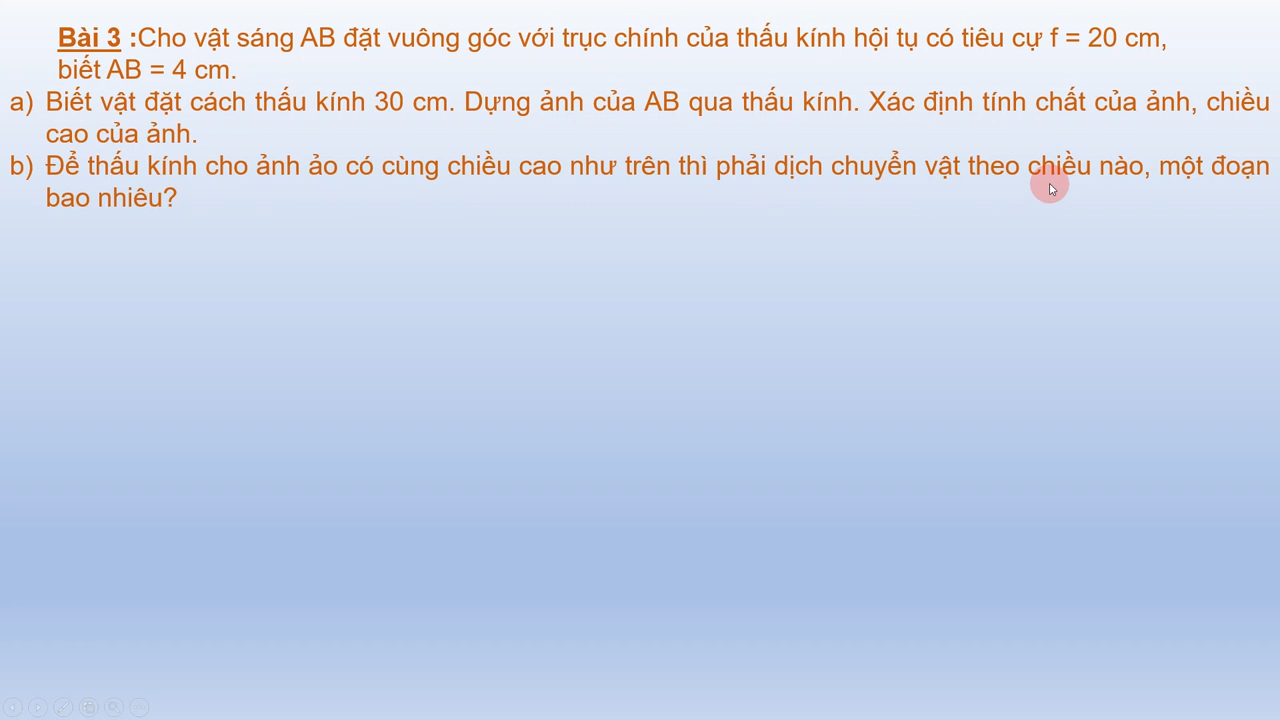 Bài 3 :Cho vật sáng AB đặt vuông góc với trục chính của thấu kính hội tụ có tiêu cự f = 20 cm,
biết AB = 4 cm.
a) Biết vật đặt cách thấu kính 30 cm. Dựng ảnh của AB qua thấu kính. Xác định tính chất của ảnh, chiều
cao của ảnh.
b) Để thấu kính cho ảnh ảo có cùng chiều cao như trên thì phải dịch chuyển vật theo chiều nào, một đoạn
bao nhiêu?